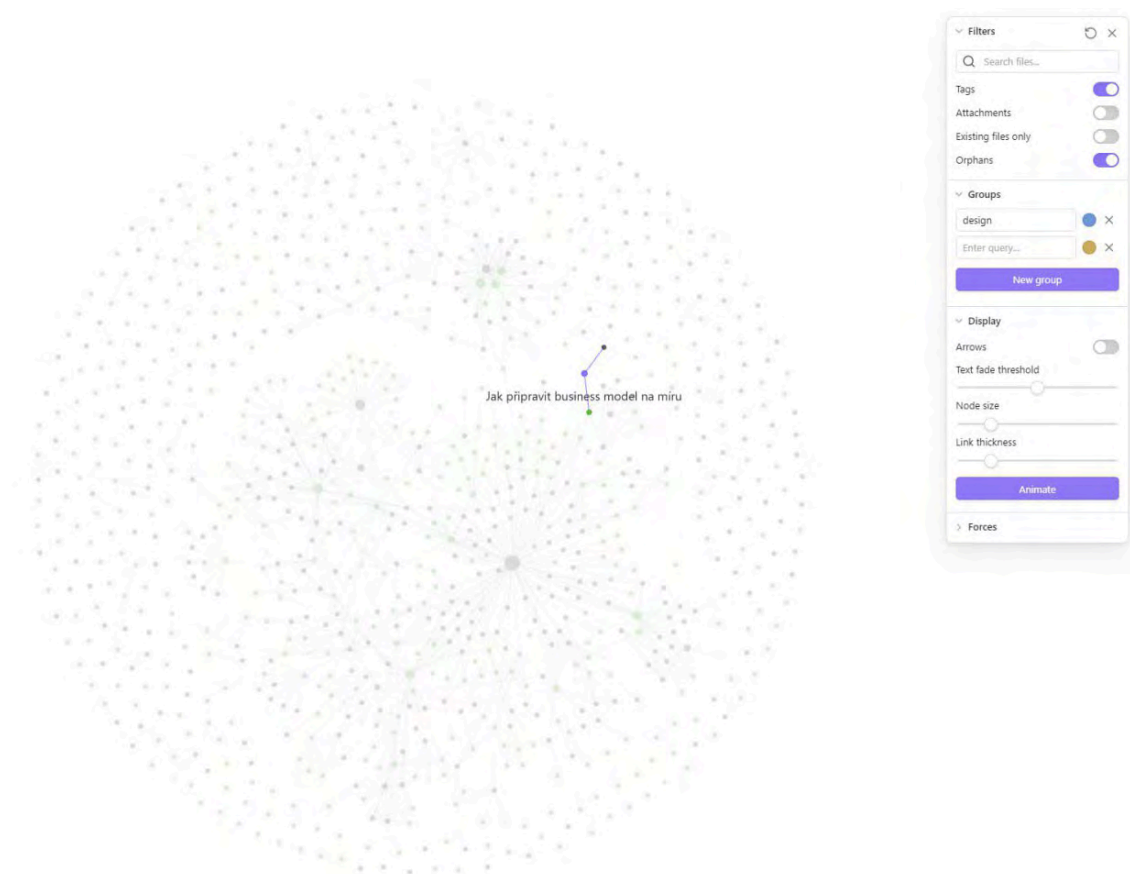 Filters
Search files...
Tags
Attachments
Existing files only
Orphans
Groups
design
Enter query...
New group
Display
Arrows
Text fade threshold
Node size
Link thickness
Animate
Forces
Jak připravit business model na míru